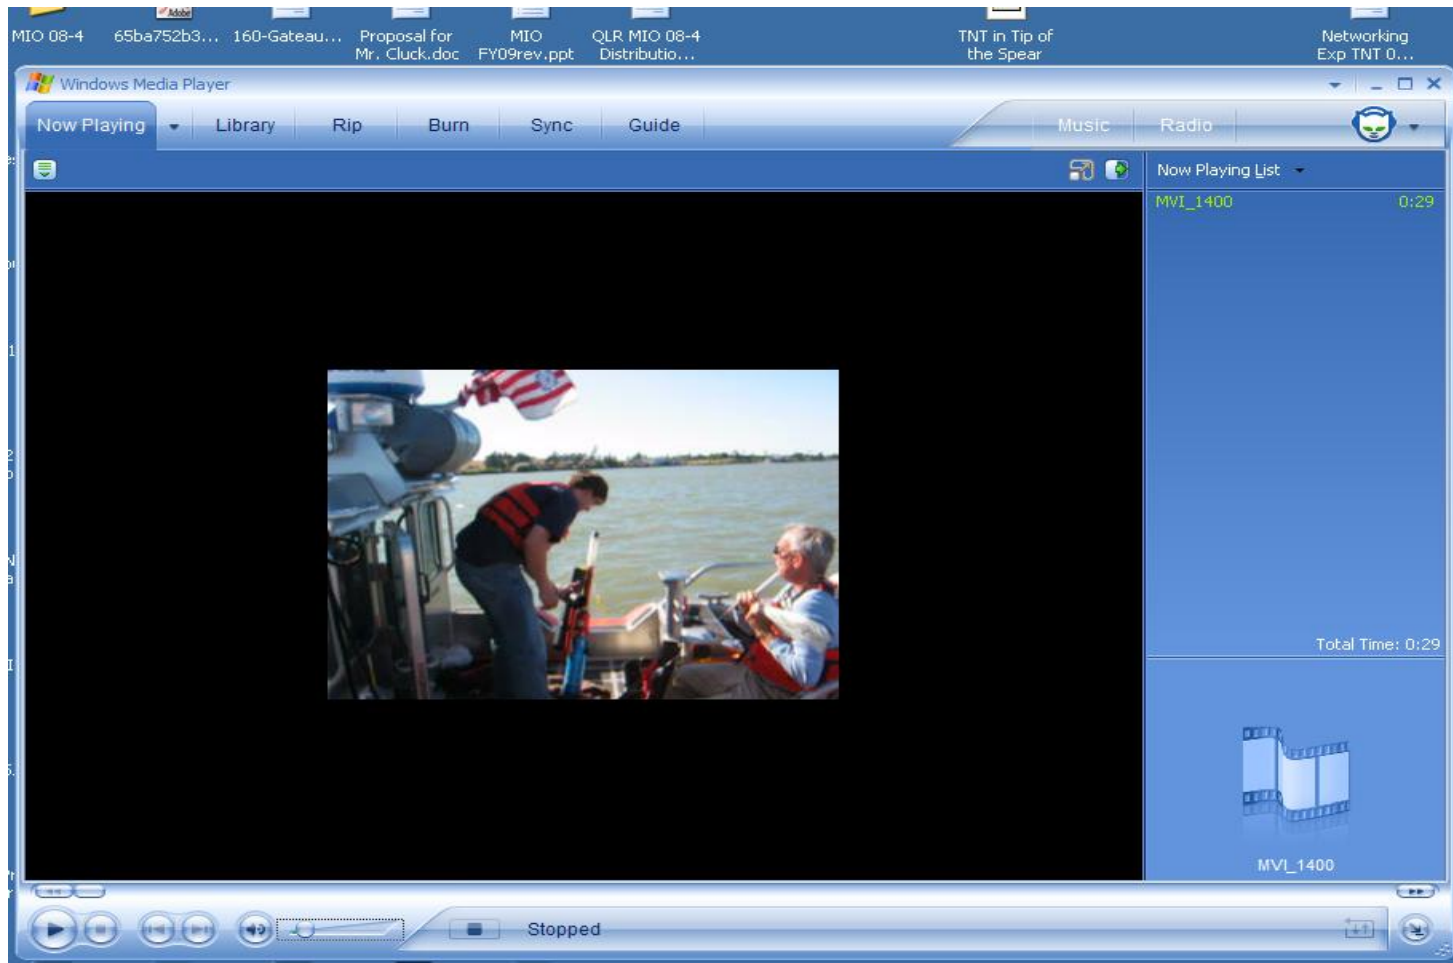 MIO 08-4
65ba752b3...
160-Gateau...
Proposal for
Mr. Cluck.doc
MIO
FY09rev.ppt
QLR MIO 08-4
Distributio...
TNT in Tip of
the Spear
Networking
Exp TNT 0...
Adobe
Windows Media Player
Now Playing
Library
Rip
Burn
Sync
Guide
Music
Radio
Now Playing List
MVI_1400 0:29
Total Time: 0:29
MVI_1400
Stopped